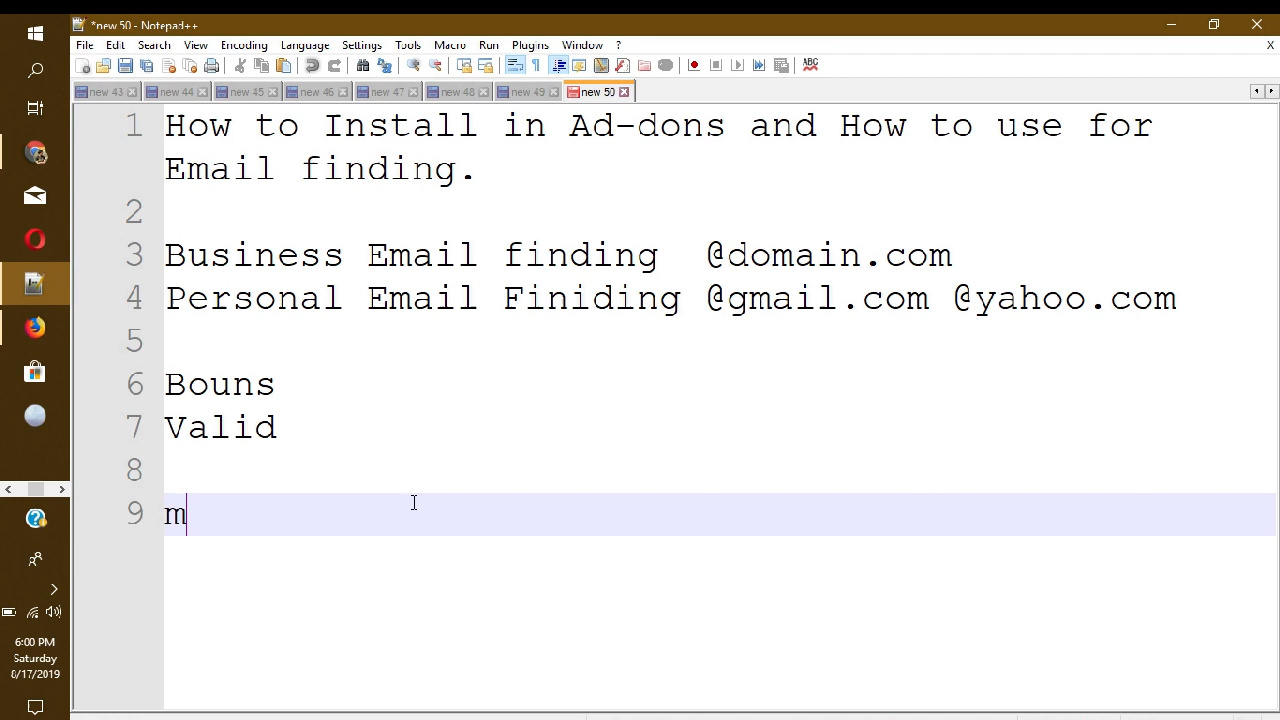 *new 50 - Notepad++
File Edit Search View Encoding Language Settings Tools Macro Run Plugins Window ? X
ABC
new 43 new 44 new 45 new 46 new 47 new 48 new 49 new 50
1 How to Install in Ad-dons and How to use for
Email finding.
2
3 Business Email finding @domain.com
4 Personal Email Finiding @gmail.com @yahoo.com
5
6 Bouns
7 Valid
8
9 m
6:00 PM
Saturday
8/17/2019